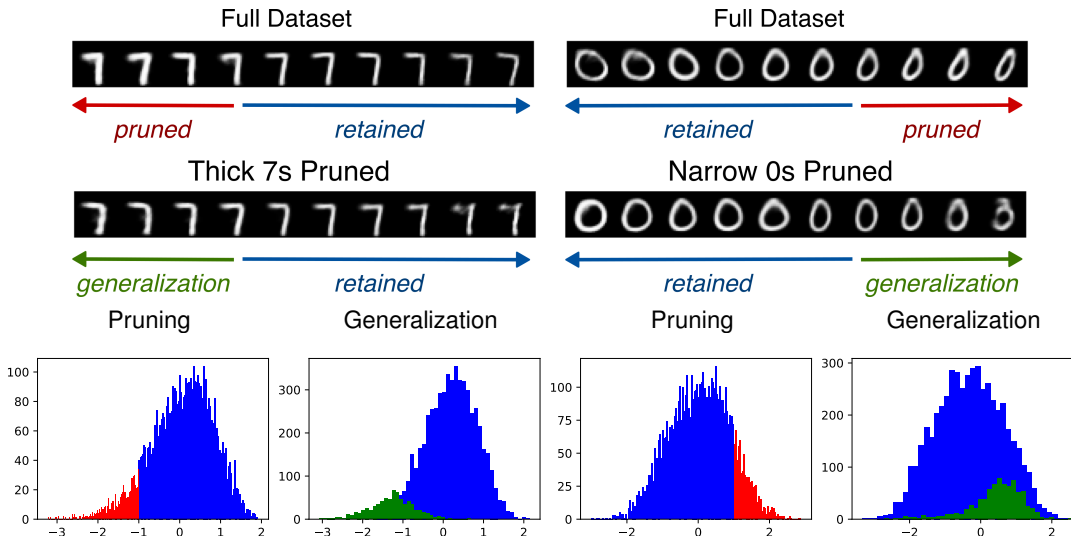 Full Dataset
Full Dataset
pruned
retained
retained
pruned
Thick 7s Pruned
Narrow 0s Pruned
generalization
retained
retained
generalization
Pruning
Generalization
Pruning
Generalization
100
80
60
40
20
0
−3 −2 −1 0 1 2
300
200
100
0
−3 −2 −1 0 1 2
100
75
50
25
0
−2 0 2
300
200
100
0
−2 0 2